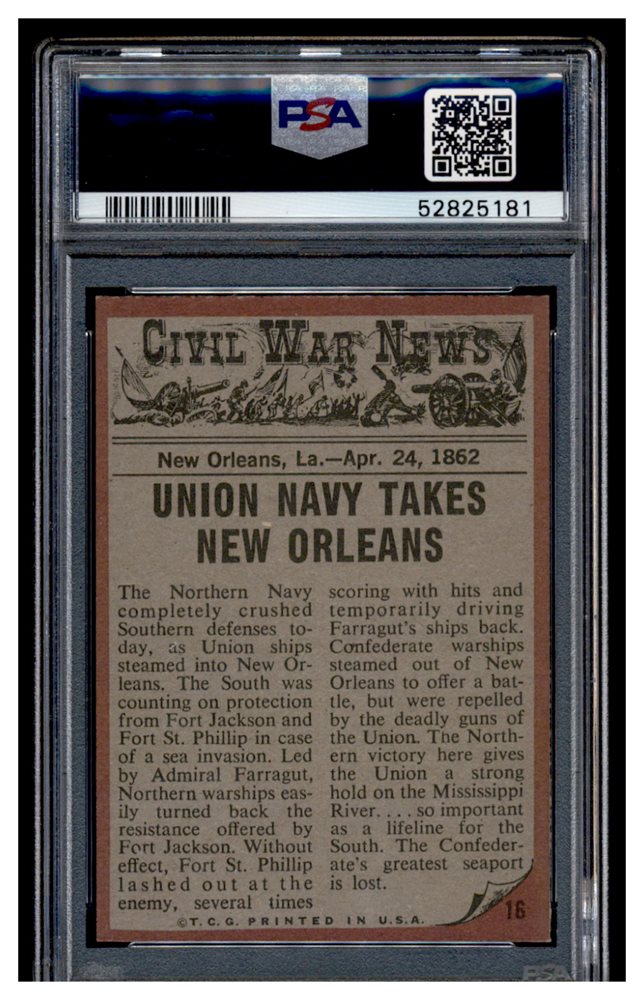 PSA
52825181
CIVIL WAR NEWS
New Orleans, La.—Apr. 24, 1862
UNION NAVY TAKES
NEW ORLEANS
The Northern Navy
completely crushed
Southern defenses to-
day, as Union ships
steamed into New Or-
leans. The South was
counting on protection
from Fort Jackson and
Fort St. Phillip in case
of a sea invasion. Led
by Admiral Farragut,
Northern warships eas-
ily turned back the
resistance offered by
Fort Jackson. Without
effect, Fort St. Phillip
lashed out at the
enemy, several times
scoring with hits and
temporarily driving
Farragut's ships back.
Confederate warships
steamed out of New
Orleans to offer a bat-
tle, but were repelled
by the deadly guns of
the Union. The North-
ern victory here gives
the Union a strong
hold on the Mississippi
River. . . . so important
as a lifeline for the
South. The Confeder-
ate's greatest seaport
is lost.
©T.C.G. PRINTED IN U.S.A.
16
PSA